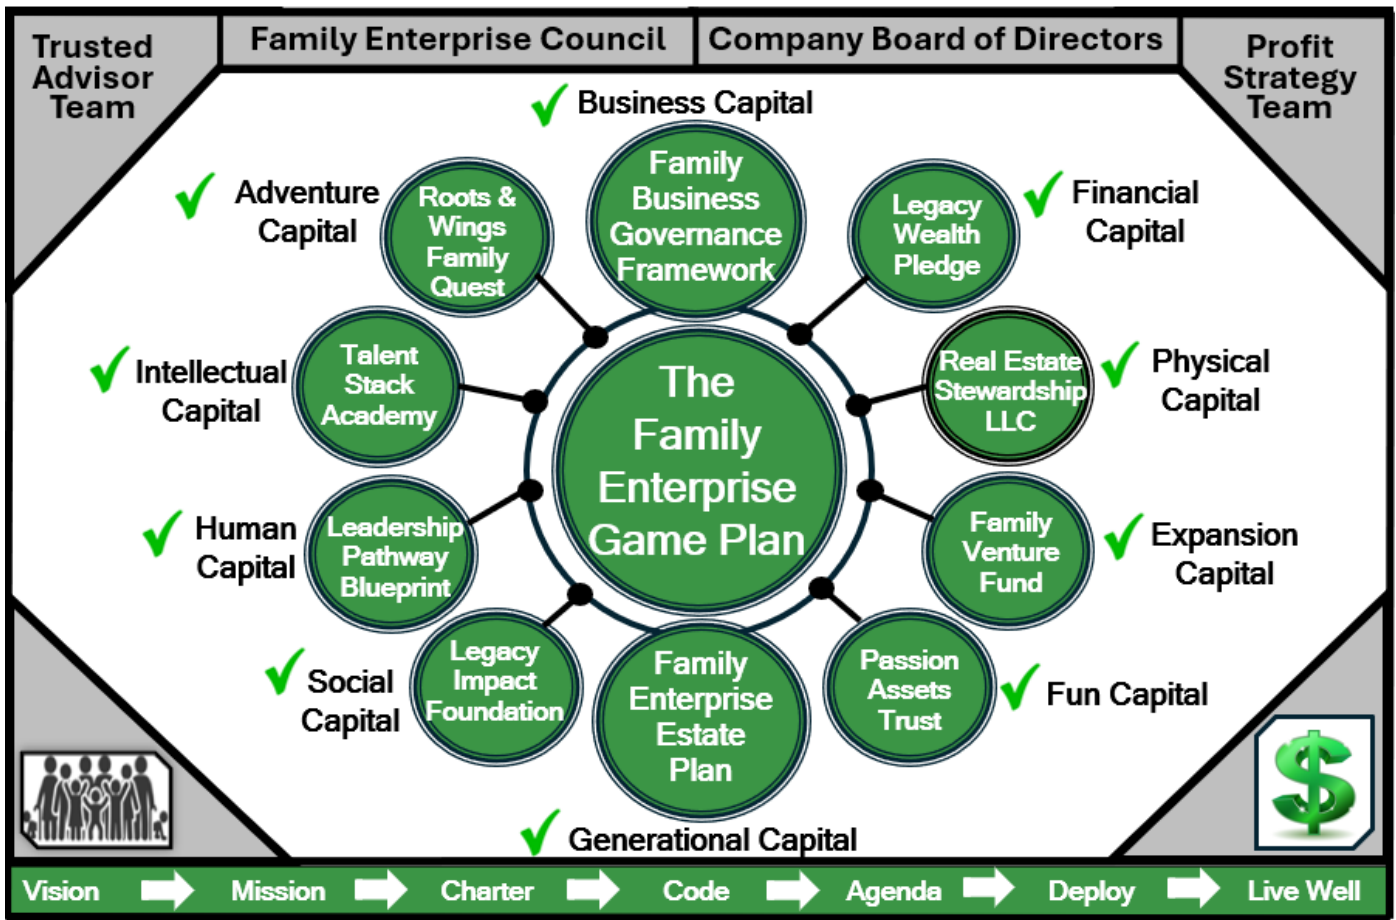 Trusted
Advisor
Team
Family Enterprise Council
Company Board of Directors
Profit
Strategy
Team
Business Capital
Family
Business
Governance
Framework
Adventure
Capital
Roots &
Wings
Family
Quest
Legacy
Wealth
Pledge
Financial
Capital
Intellectual
Capital
Talent
Stack
Academy
The
Family
Enterprise
Game Plan
Real Estate
Stewardship
LLC
Physical
Capital
Human
Capital
Leadership
Pathway
Blueprint
Family
Venture
Fund
Expansion
Capital
Social
Capital
Legacy
Impact
Foundation
Family
Enterprise
Estate
Plan
Passion
Assets
Trust
Fun Capital
$
Generational Capital
Vision
Mission
Charter
Code
Agenda
Deploy
Live Well